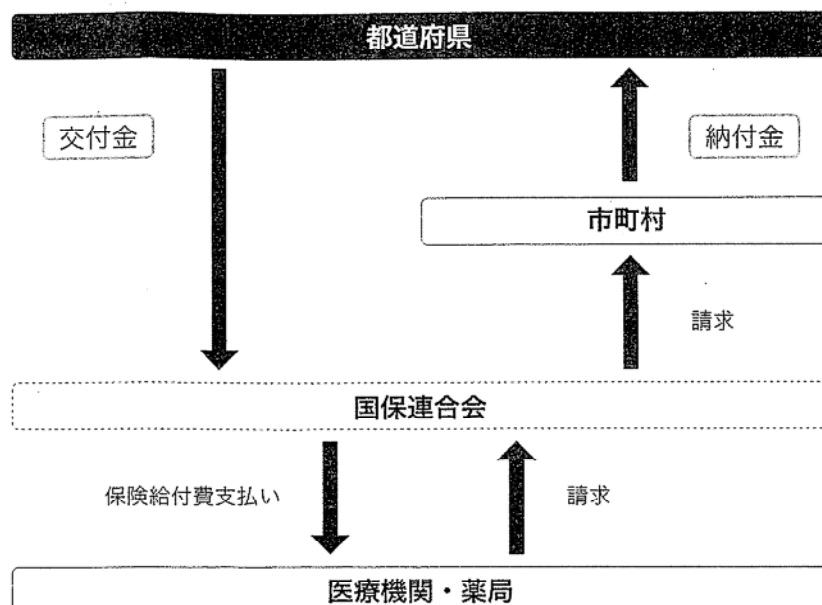 都道府県
交付金
納付金
市町村
請求
国保連合会
保険給付費支払い
請求
医療機関・薬局